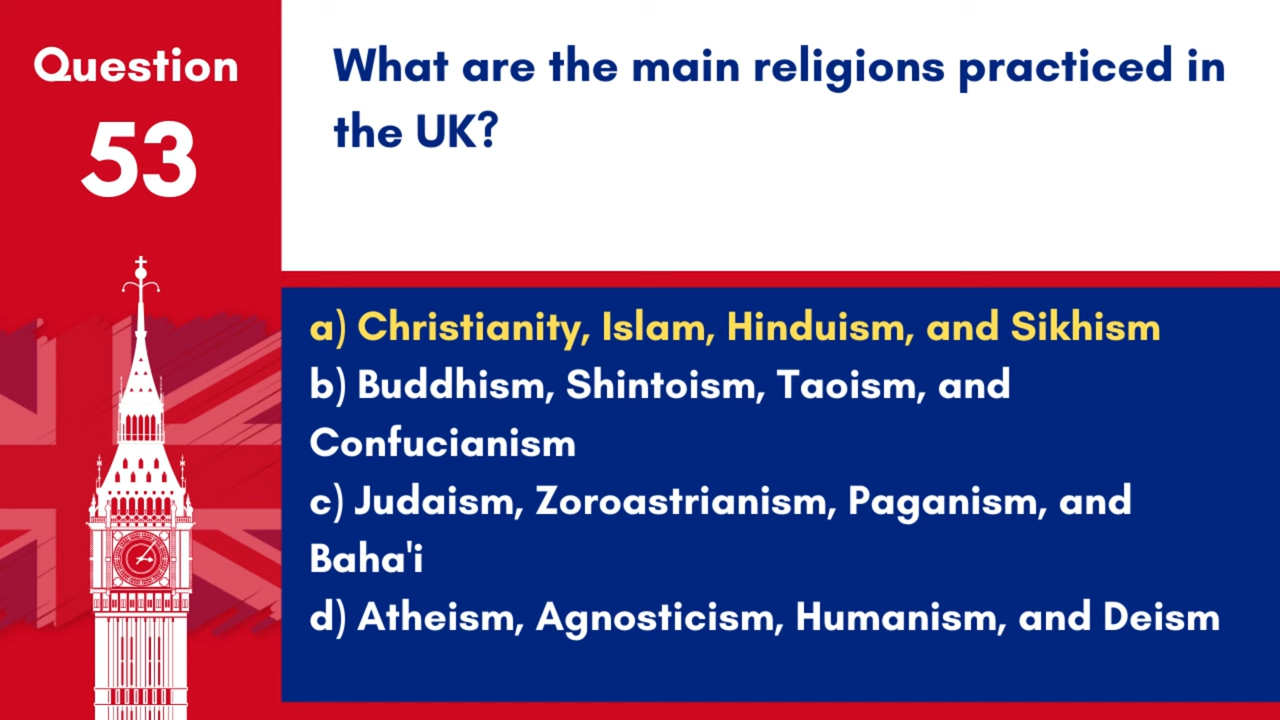 Question
53
What are the main religions practiced in
the UK?
a) Christianity, Islam, Hinduism, and Sikhism
b) Buddhism, Shintoism, Taoism, and
Confucianism
c) Judaism, Zoroastrianism, Paganism, and
Baha'i
d) Atheism, Agnosticism, Humanism, and Deism